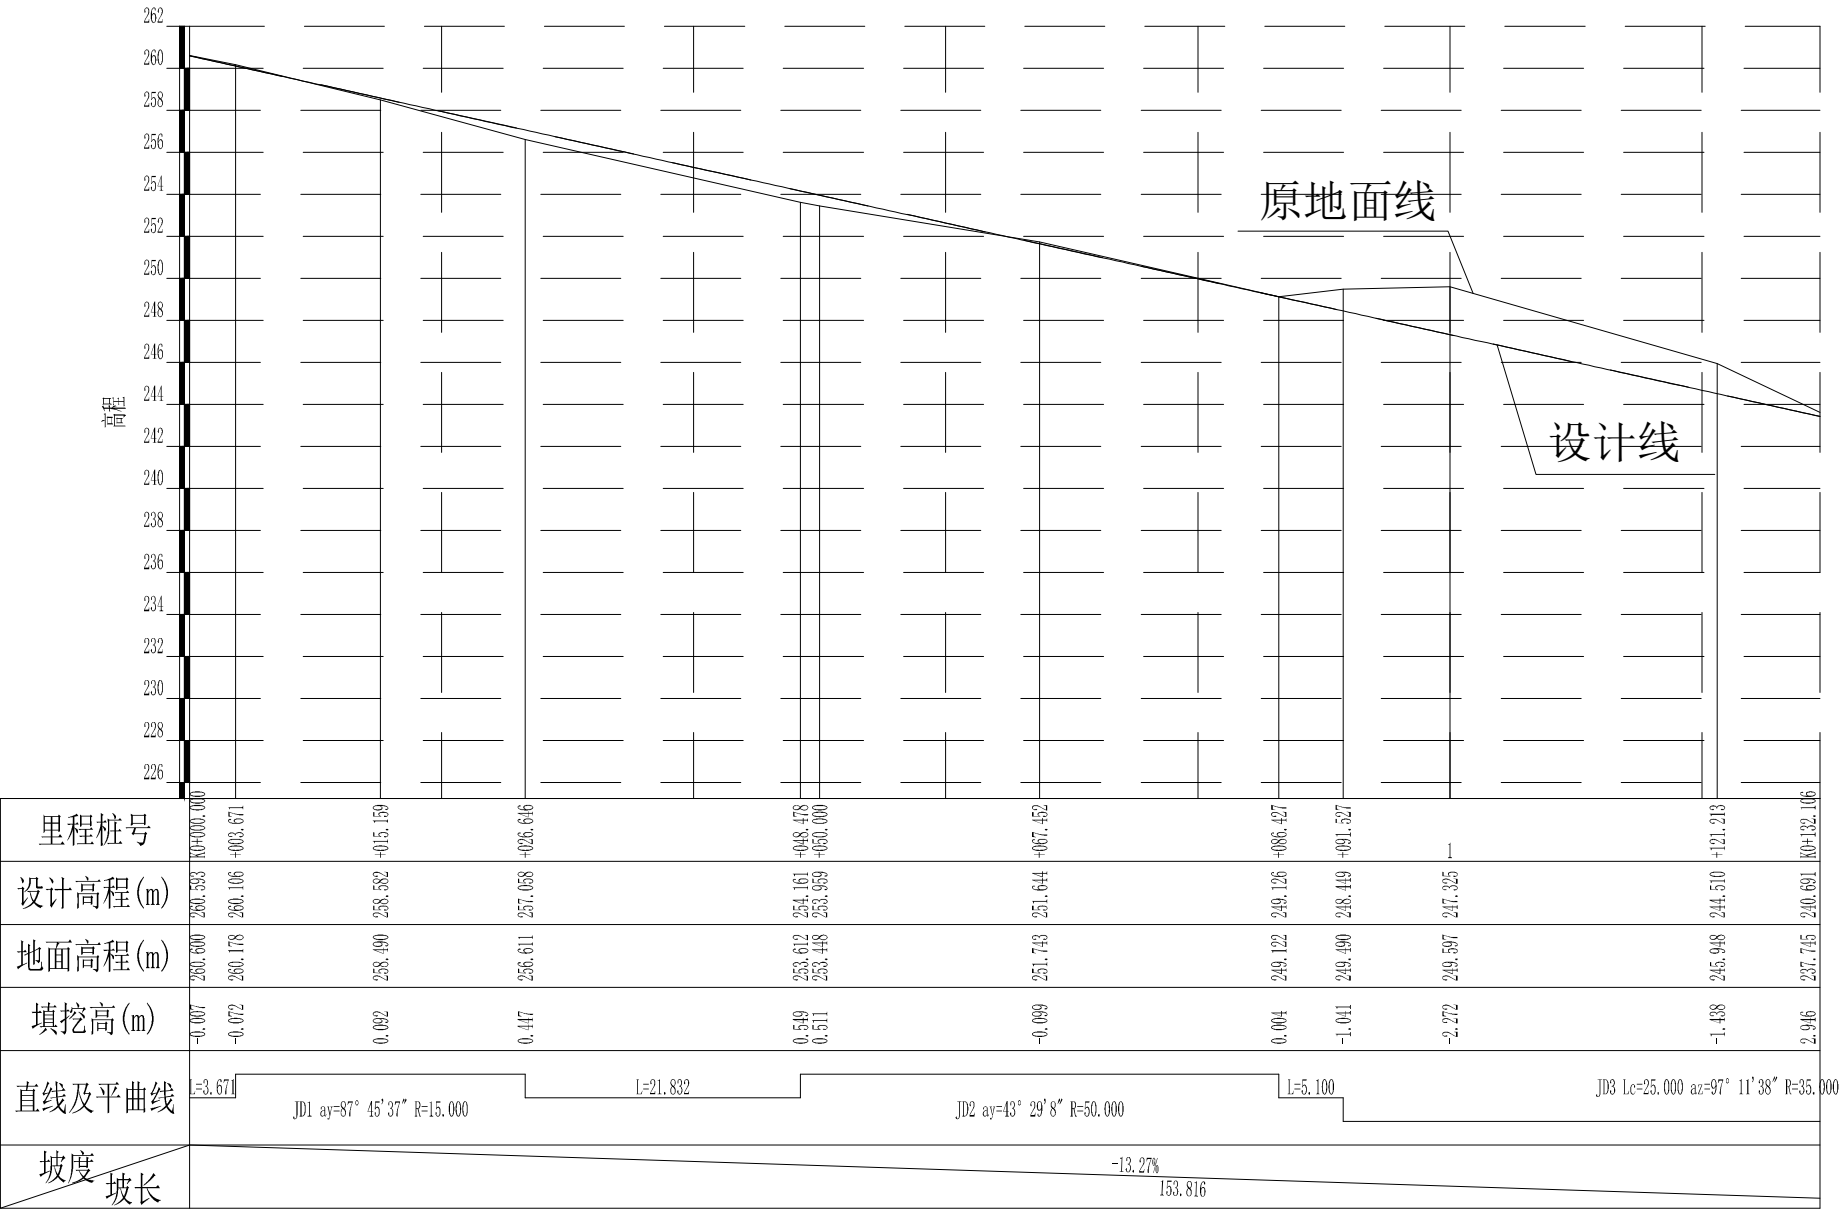 262
260
258
256
254
252
250
248
246
244
242
240
238
236
234
232
230
228
226
高程
原地面线
设计线
里程桩号 K0+000.000 +003.671 +015.159 +026.646 +048.478 +050.000 +067.452 +086.427 +091.527 1 +121.213 K0+132.106
设计高程(m) 260.593 260.106 258.582 257.058 254.161 253.959 251.644 249.126 248.449 247.325 244.510 240.691
地面高程(m) 260.600 260.178 258.490 256.611 253.612 253.448 251.743 249.122 249.490 249.597 245.948 237.745
填挖高(m) -0.007 -0.072 0.092 0.447 0.549 0.511 -0.099 0.004 -1.041 -2.272 -1.438 2.946
直线及平曲线 L=3.671 JD1 ay=87° 45'37" R=15.000 L=21.832 JD2 ay=43° 29'8" R=50.000 L=5.100 JD3 Lc=25.000 az=97° 11'38" R=35.000
坡度 -13.27%
坡长 153.816